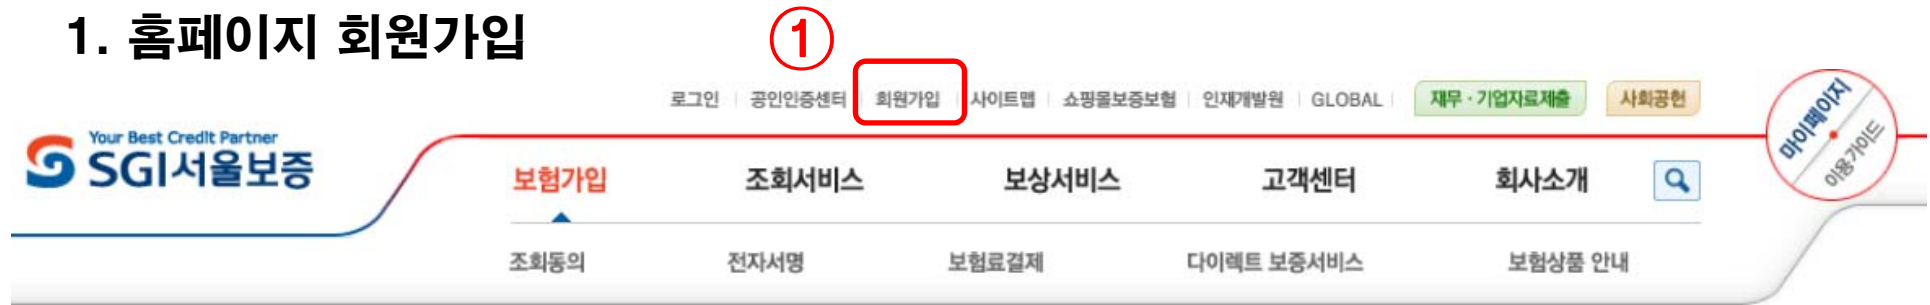 1. 홈페이지 회원가입
①
로그인 공인인증센터 회원가입 사이트맵 쇼핑몰보증보험 인재개발원 GLOBAL 재무·기업자료제출 사회공헌
마이페이지
이용가이드
Your Best Credit Partner
SGI서울보증
보험가입 조회서비스 보상서비스 고객센터 회사소개
조회동의 전자서명 보험료결제 다이렉트 보증서비스 보험상품 안내